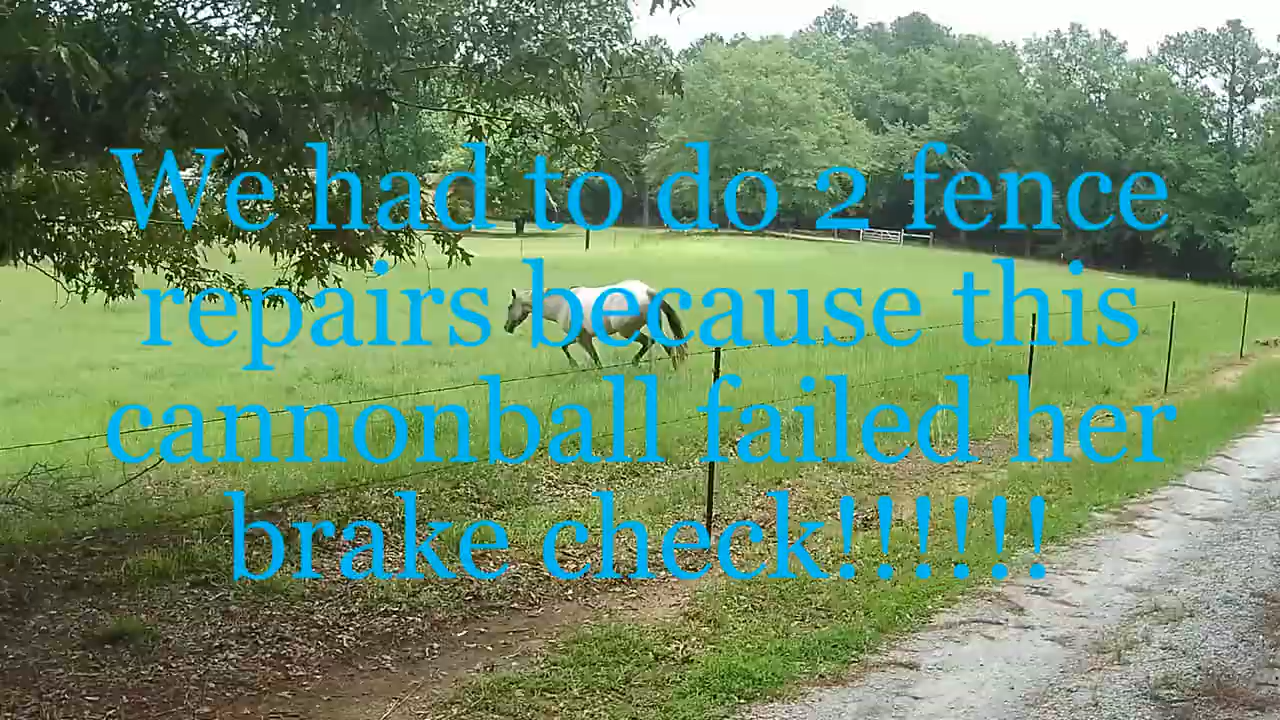 We had to do 2 fence
repairs because this
cannonball failed her
brake check!!!!!!